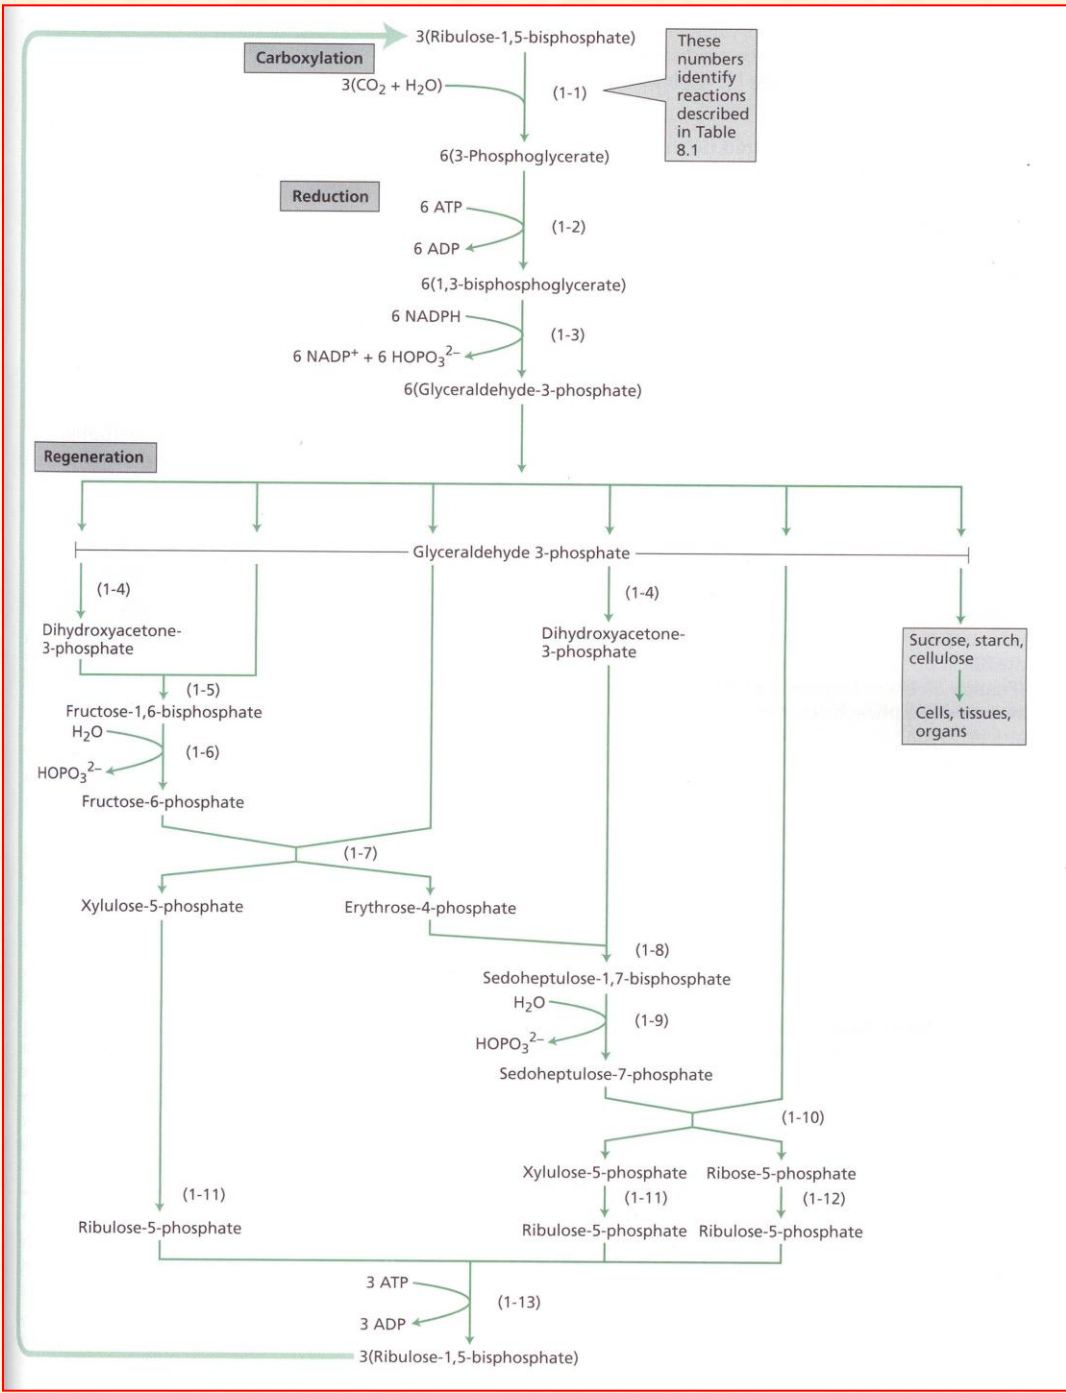 3(Ribulose-1,5-bisphosphate)
Carboxylation
3(CO₂ + H₂O)
(1-1)
These
numbers
identify
reactions
described
in Table
8.1
6(3-Phosphoglycerate)
Reduction
6 ATP
(1-2)
6 ADP
6(1,3-bisphosphoglycerate)
6 NADPH
(1-3)
6 NADP⁺ + 6 HOPO₃²⁻
6(Glyceraldehyde-3-phosphate)
Regeneration
Glyceraldehyde 3-phosphate
(1-4)
(1-4)
Dihydroxyacetone-
3-phosphate
Dihydroxyacetone-
3-phosphate
Sucrose, starch,
cellulose
Cells, tissues,
organs
(1-5)
Fructose-1,6-bisphosphate
H₂O
(1-6)
HOPO₃²⁻
Fructose-6-phosphate
(1-7)
Xylulose-5-phosphate
Erythrose-4-phosphate
(1-8)
Sedoheptulose-1,7-bisphosphate
H₂O
(1-9)
HOPO₃²⁻
Sedoheptulose-7-phosphate
(1-10)
Xylulose-5-phosphate
Ribose-5-phosphate
(1-11)
(1-11)
(1-12)
Ribulose-5-phosphate
Ribulose-5-phosphate
Ribulose-5-phosphate
3 ATP
(1-13)
3 ADP
3(Ribulose-1,5-bisphosphate)